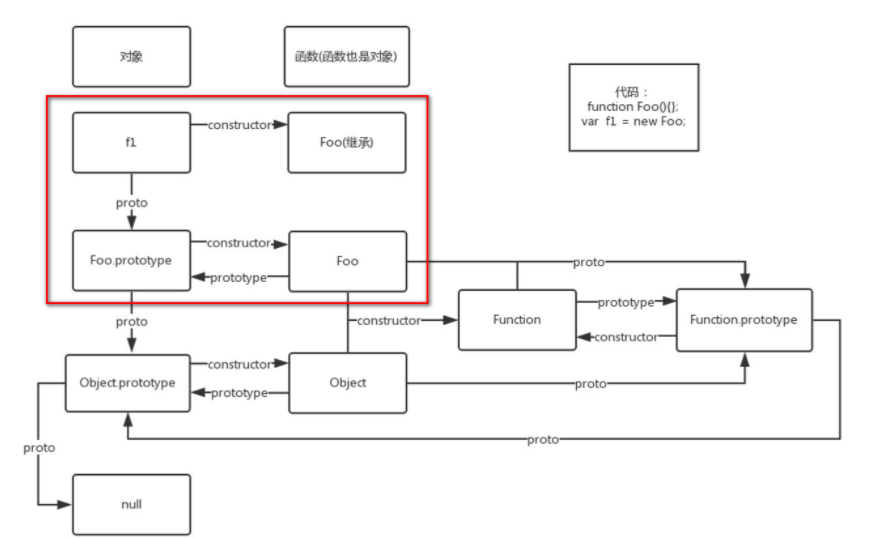 对象
函数(函数也是对象)
代码：
function Foo(){};
var f1 = new Foo;
f1
constructor
Foo(继承)
proto
Foo.prototype
constructor
prototype
Foo
proto
proto
constructor
Function
prototype
constructor
Function.prototype
Object.prototype
constructor
prototype
Object
proto
proto
proto
null